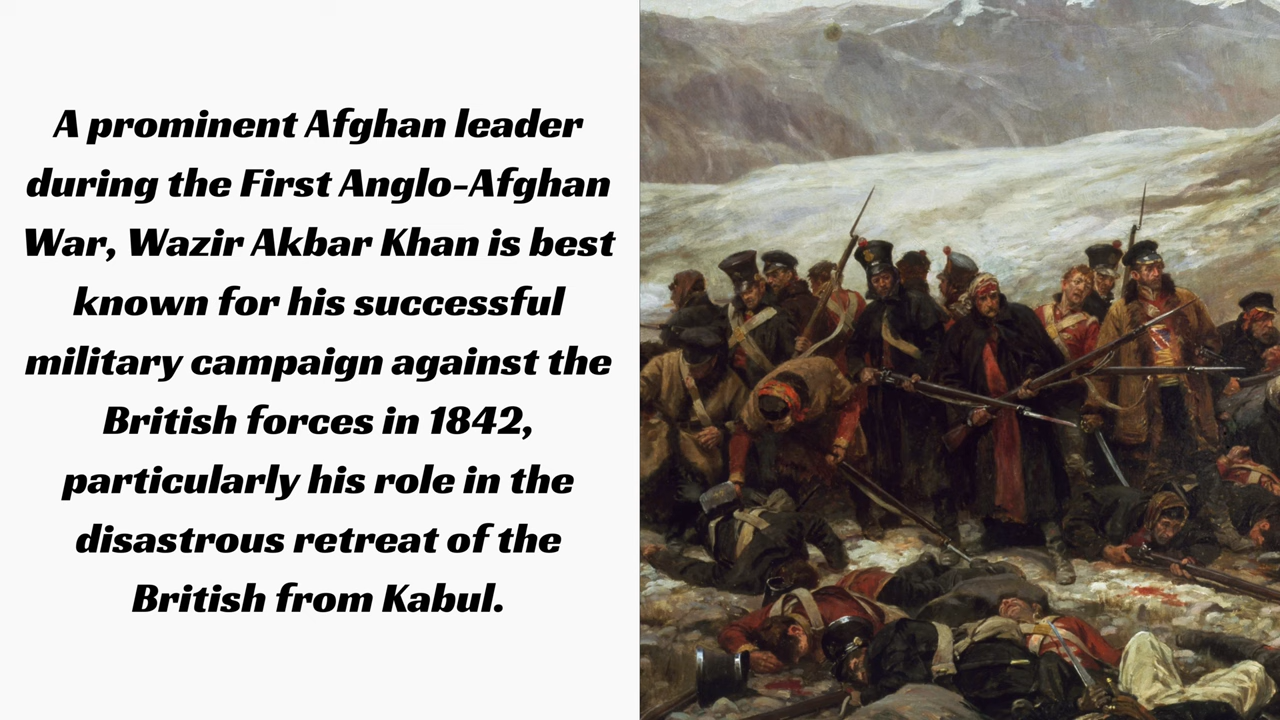 A prominent Afghan leader
during the First Anglo-Afghan
War, Wazir Akbar Khan is best
known for his successful
military campaign against the
British forces in 1842,
particularly his role in the
disastrous retreat of the
British from Kabul.